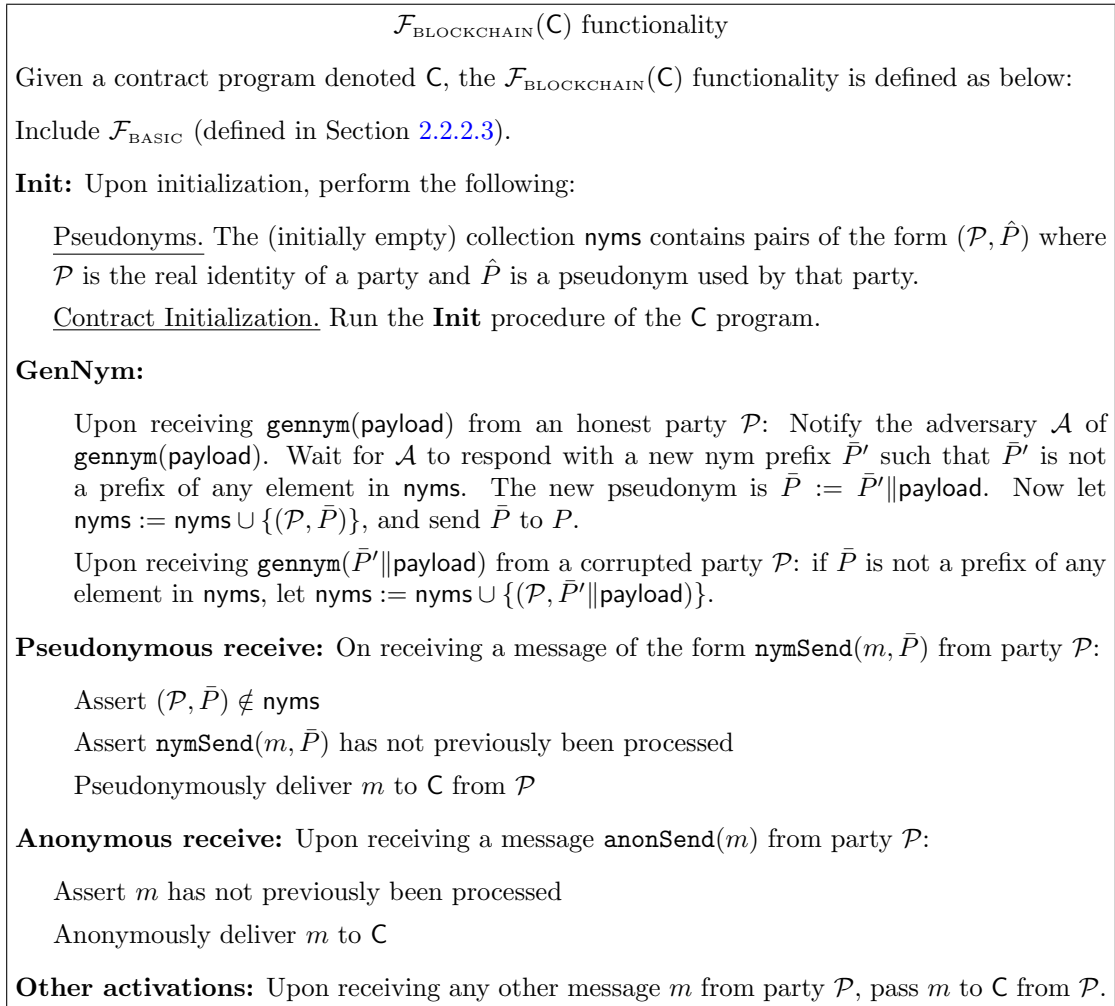 𝓕_BLOCKCHAIN(C) functionality
Given a contract program denoted C, the 𝓕_BLOCKCHAIN(C) functionality is defined as below:
Include 𝓕_BASIC (defined in Section 2.2.2.3).
Init: Upon initialization, perform the following:
Pseudonyms. The (initially empty) collection nyms contains pairs of the form (𝒫, P̂) where
𝒫 is the real identity of a party and P̂ is a pseudonym used by that party.
Contract Initialization. Run the Init procedure of the C program.
GenNym:
Upon receiving gennym(payload) from an honest party 𝒫: Notify the adversary 𝒜 of
gennym(payload). Wait for 𝒜 to respond with a new nym prefix P̄′ such that P̄′ is not
a prefix of any element in nyms. The new pseudonym is P̄ := P̄′‖payload. Now let
nyms := nyms ∪ {(𝒫, P̄)}, and send P̄ to P.
Upon receiving gennym(P̄′‖payload) from a corrupted party 𝒫: if P̄ is not a prefix of any
element in nyms, let nyms := nyms ∪ {(𝒫, P̄′‖payload)}.
Pseudonymous receive: On receiving a message of the form nymSend(m, P̄) from party 𝒫:
Assert (𝒫, P̄) ∉ nyms
Assert nymSend(m, P̄) has not previously been processed
Pseudonymously deliver m to C from 𝒫
Anonymous receive: Upon receiving a message anonSend(m) from party 𝒫:
Assert m has not previously been processed
Anonymously deliver m to C
Other activations: Upon receiving any other message m from party 𝒫, pass m to C from 𝒫.